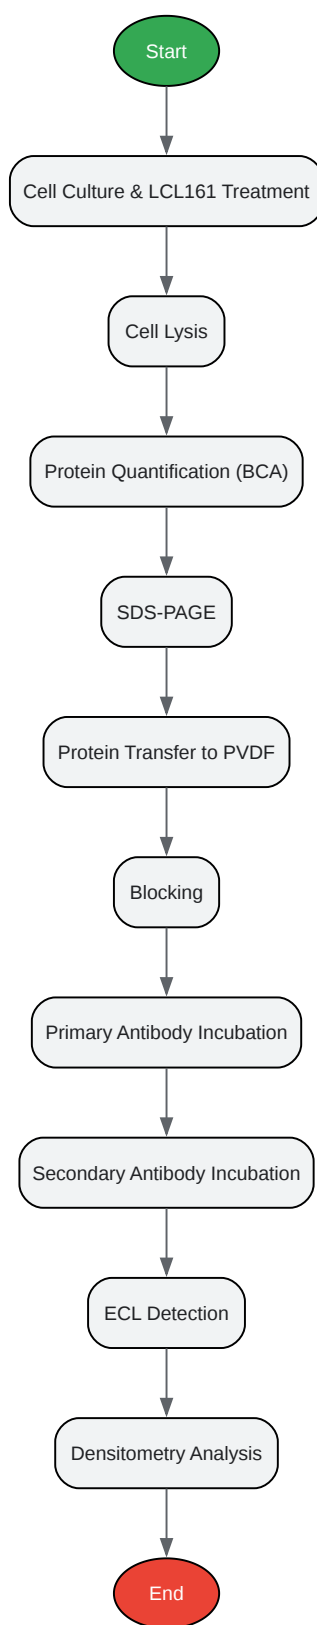 Start
Cell Culture & LCL161 Treatment
Cell Lysis
Protein Quantification (BCA)
SDS-PAGE
Protein Transfer to PVDF
Blocking
Primary Antibody Incubation
Secondary Antibody Incubation
ECL Detection
Densitometry Analysis
End